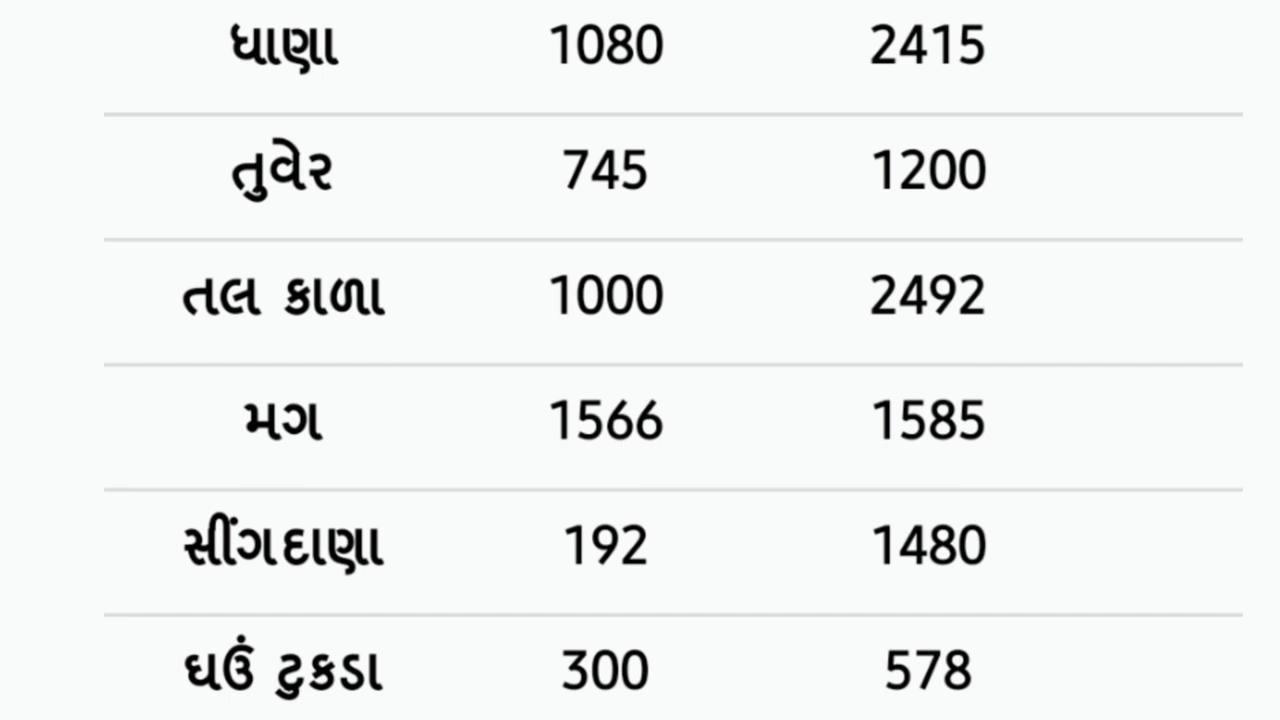 ધાણા 1080 2415
તુવેર 745 1200
તલ કાળા 1000 2492
મગ 1566 1585
સીંગદાણા 192 1480
ઘઉં ટુકડા 300 578